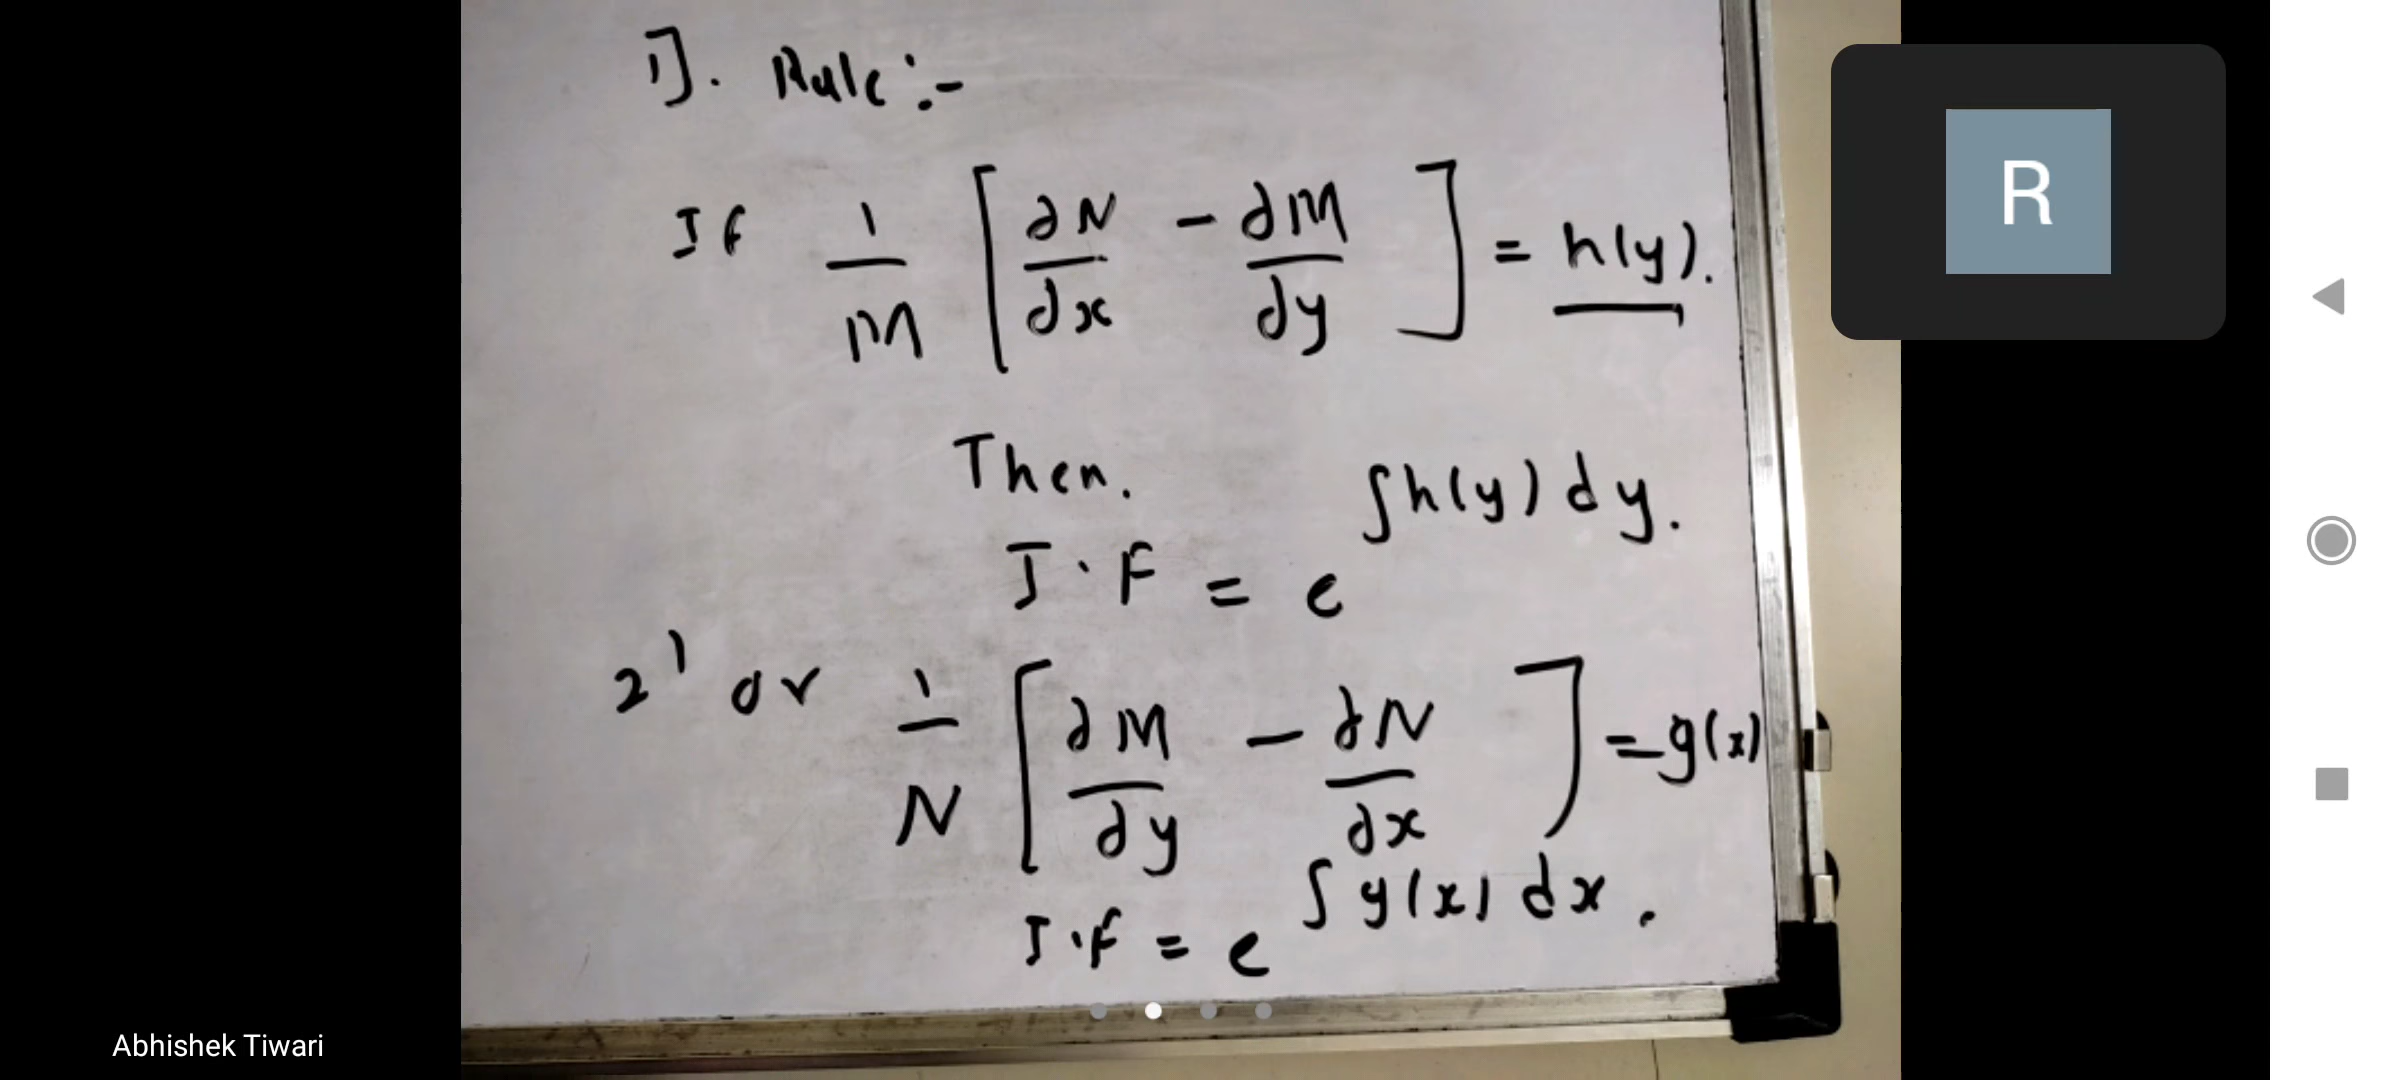 1]. Rule :-
If 1/M [ ∂N/∂x - ∂M/∂y ] = h(y).
Then.
I.F = e^∫h(y) dy.
2) or 1/N [ ∂M/∂y - ∂N/∂x ] = g(x)
I.F = e^∫g(x) dx.
R
Abhishek Tiwari